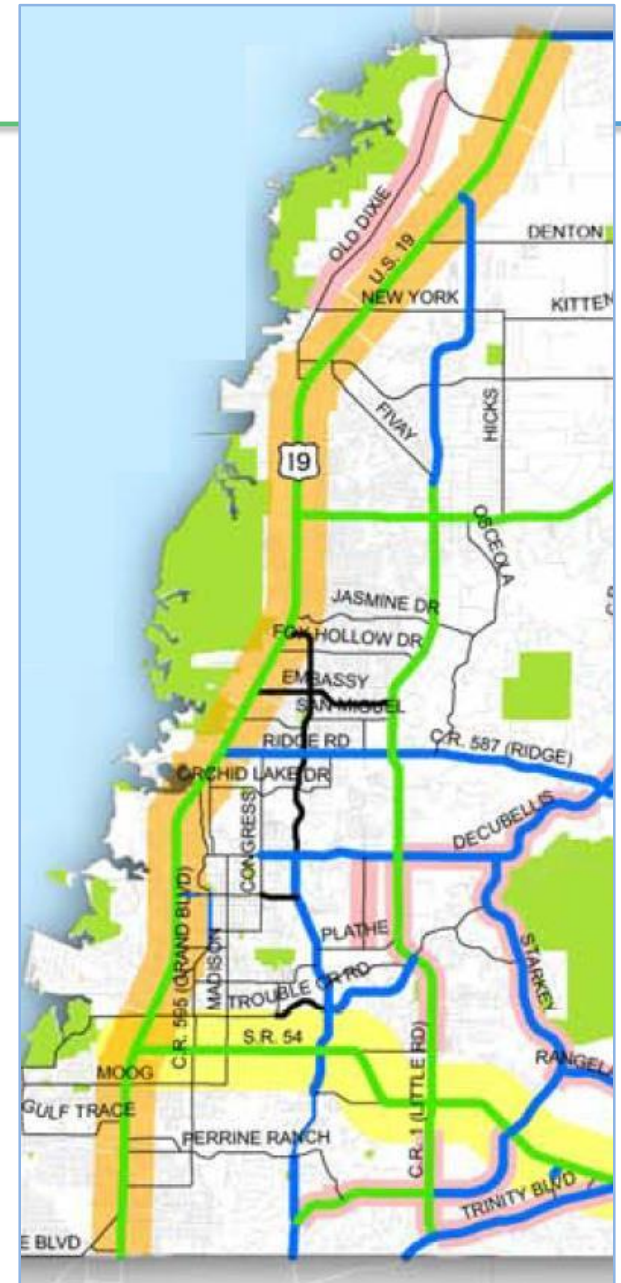 OLD DIXIE
U.S. 19
DENTON
NEW YORK
KITTEN
HICKS
FIVAY
19
OSCEOLA
JASMINE DR
FOX HOLLOW DR
EMBASSY
SAN MIGUEL
RIDGE RD
C.R. 587 (RIDGE)
ORCHID LAKE DR
CONGRESS
DECUBELLIS
C.R. 595 (GRAND BLVD)
MADISON
PLATHE
STARKEY
TROUBLE CR RD
S.R. 54
MOOG
RANGELA
GULF TRACE
C.R. 1 (LITTLE RD)
PERRINE RANCH
TRINITY BLVD
E BLVD